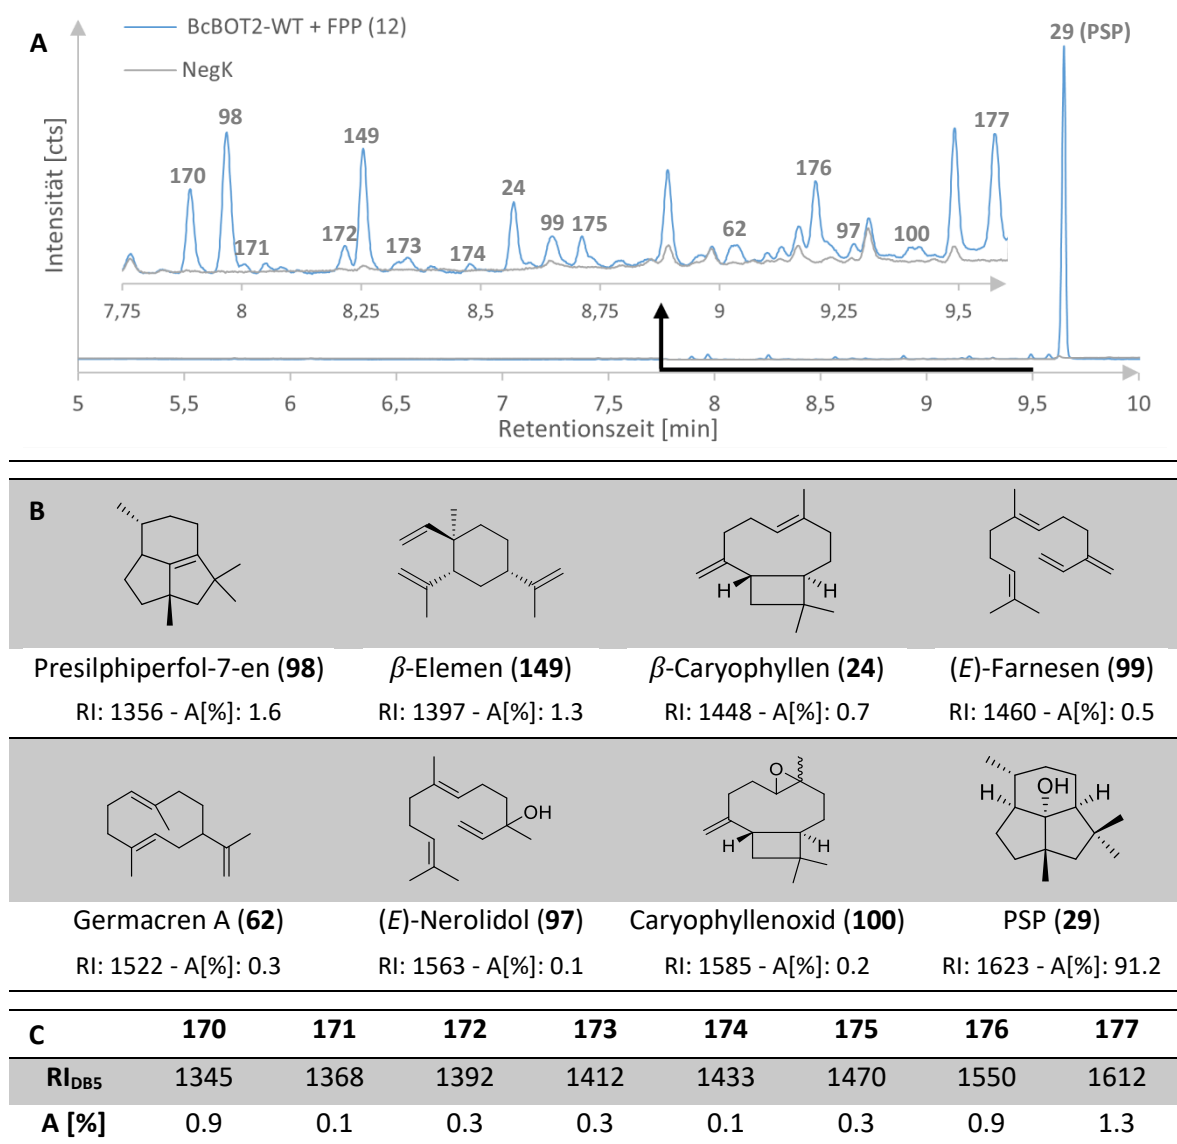 A
BcBOT2-WT + FPP (12)
NegK
29 (PSP)
Intensität [cts]
170 98 171 172 149 173 174 24 99 175 62 176 97 100 177
7,75 8 8,25 8,5 8,75 9 9,25 9,5
5 5,5 6 6,5 7 7,5 8 8,5 9 9,5 10
Retentionszeit [min]
B
H H
Presilphiperfol-7-en (98) β-Elemen (149) β-Caryophyllen (24) (E)-Farnesen (99)
RI: 1356 - A[%]: 1.6 RI: 1397 - A[%]: 1.3 RI: 1448 - A[%]: 0.7 RI: 1460 - A[%]: 0.5
OH O H H H OH H
Germacren A (62) (E)-Nerolidol (97) Caryophyllenoxid (100) PSP (29)
RI: 1522 - A[%]: 0.3 RI: 1563 - A[%]: 0.1 RI: 1585 - A[%]: 0.2 RI: 1623 - A[%]: 91.2
C 170 171 172 173 174 175 176 177
RIDB5 1345 1368 1392 1412 1433 1470 1550 1612
A [%] 0.9 0.1 0.3 0.3 0.1 0.3 0.9 1.3